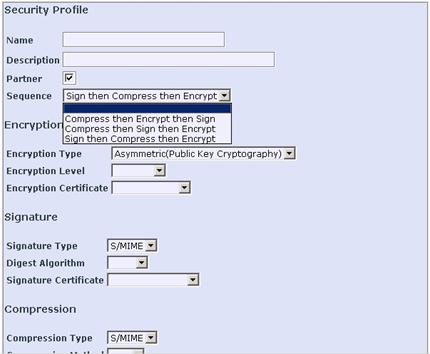 Security Profile
Name
Description
Partner
Sequence Sign then Compress then Encrypt
Compress then Encrypt then Sign
Compress then Sign then Encrypt
Sign then Compress then Encrypt
Encryption
Encryption Type Asymmetric(Public Key Cryptography)
Encryption Level
Encryption Certificate
Signature
Signature Type S/MIME
Digest Algorithm
Signature Certificate
Compression
Compression Type S/MIME
Compression Method